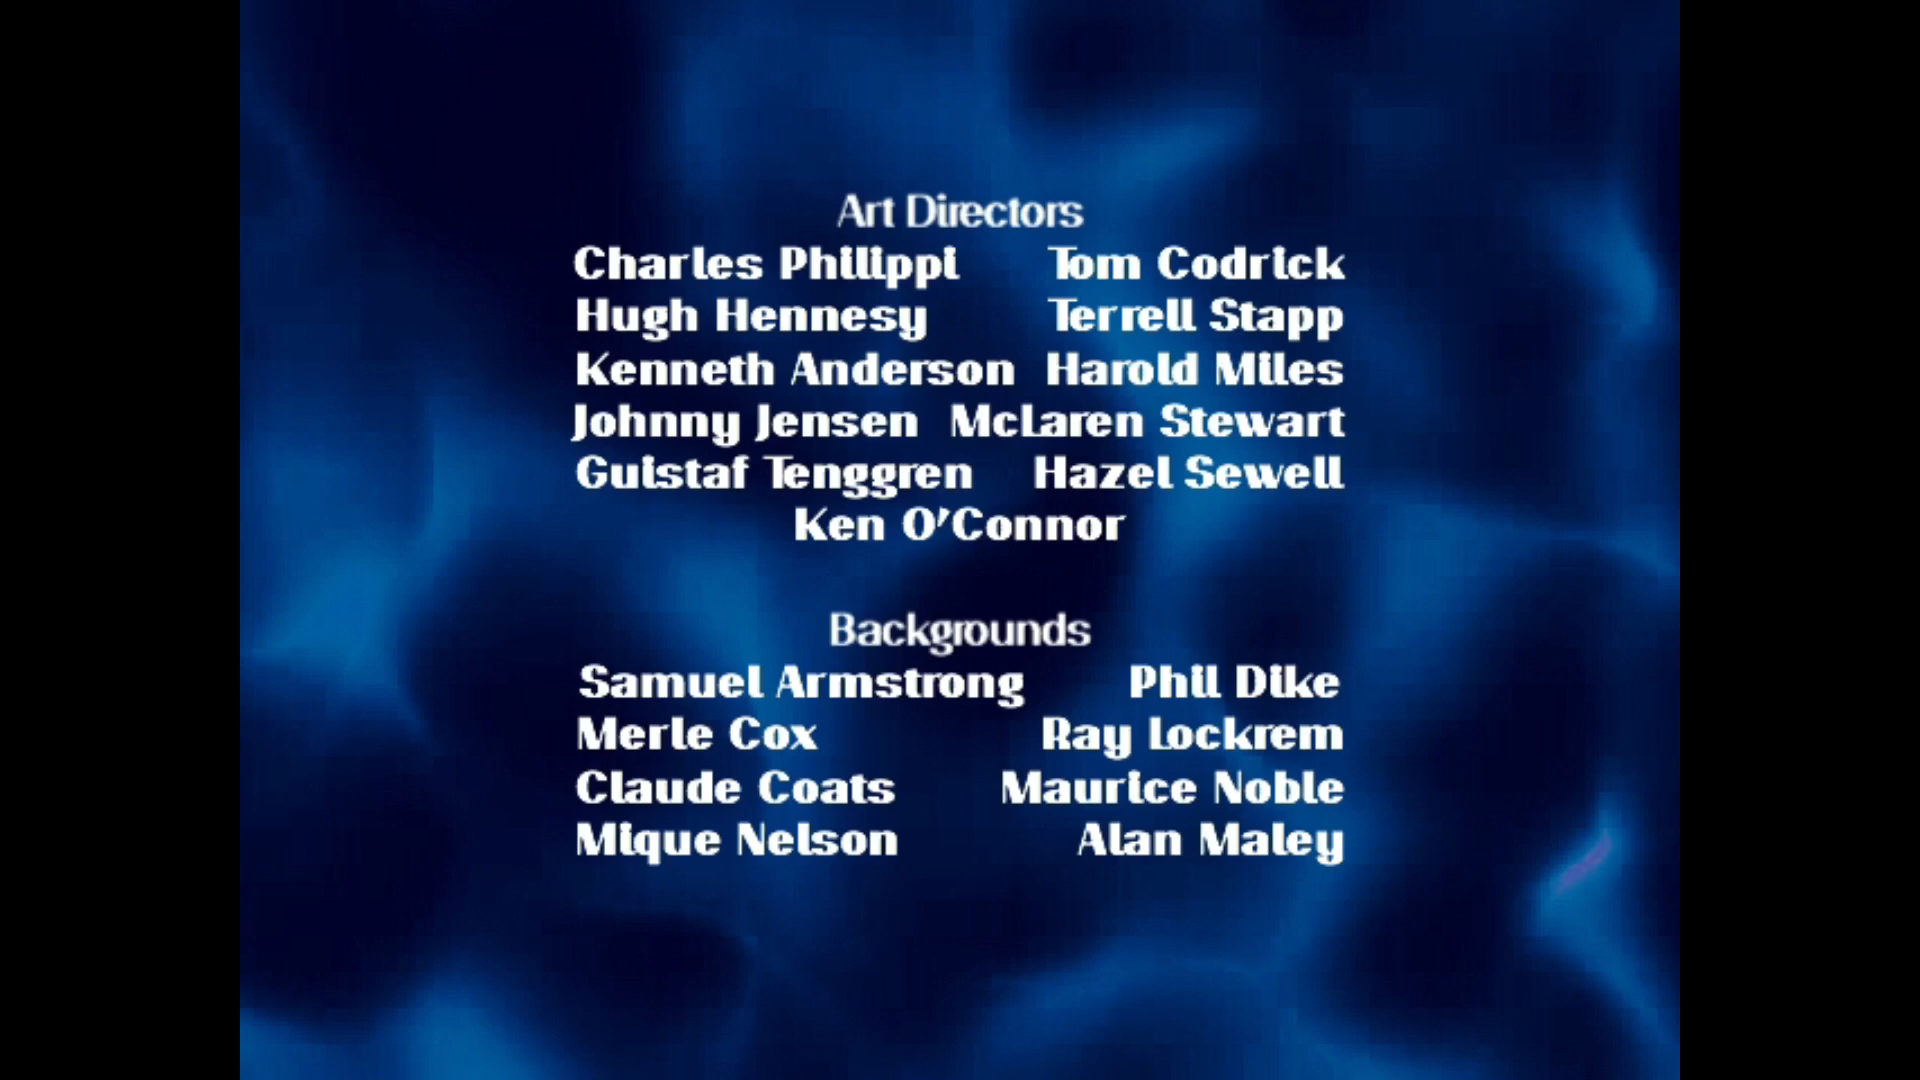 Art Directors
Charles Philippi Tom Codrick
Hugh Hennesy Terrell Stapp
Kenneth Anderson Harold Miles
Johnny Jensen McLaren Stewart
Guistaf Tenggren Hazel Sewell
Ken O'Connor
Backgrounds
Samuel Armstrong Phil Dike
Merle Cox Ray Lockrem
Claude Coats Maurice Noble
Mique Nelson Alan Maley